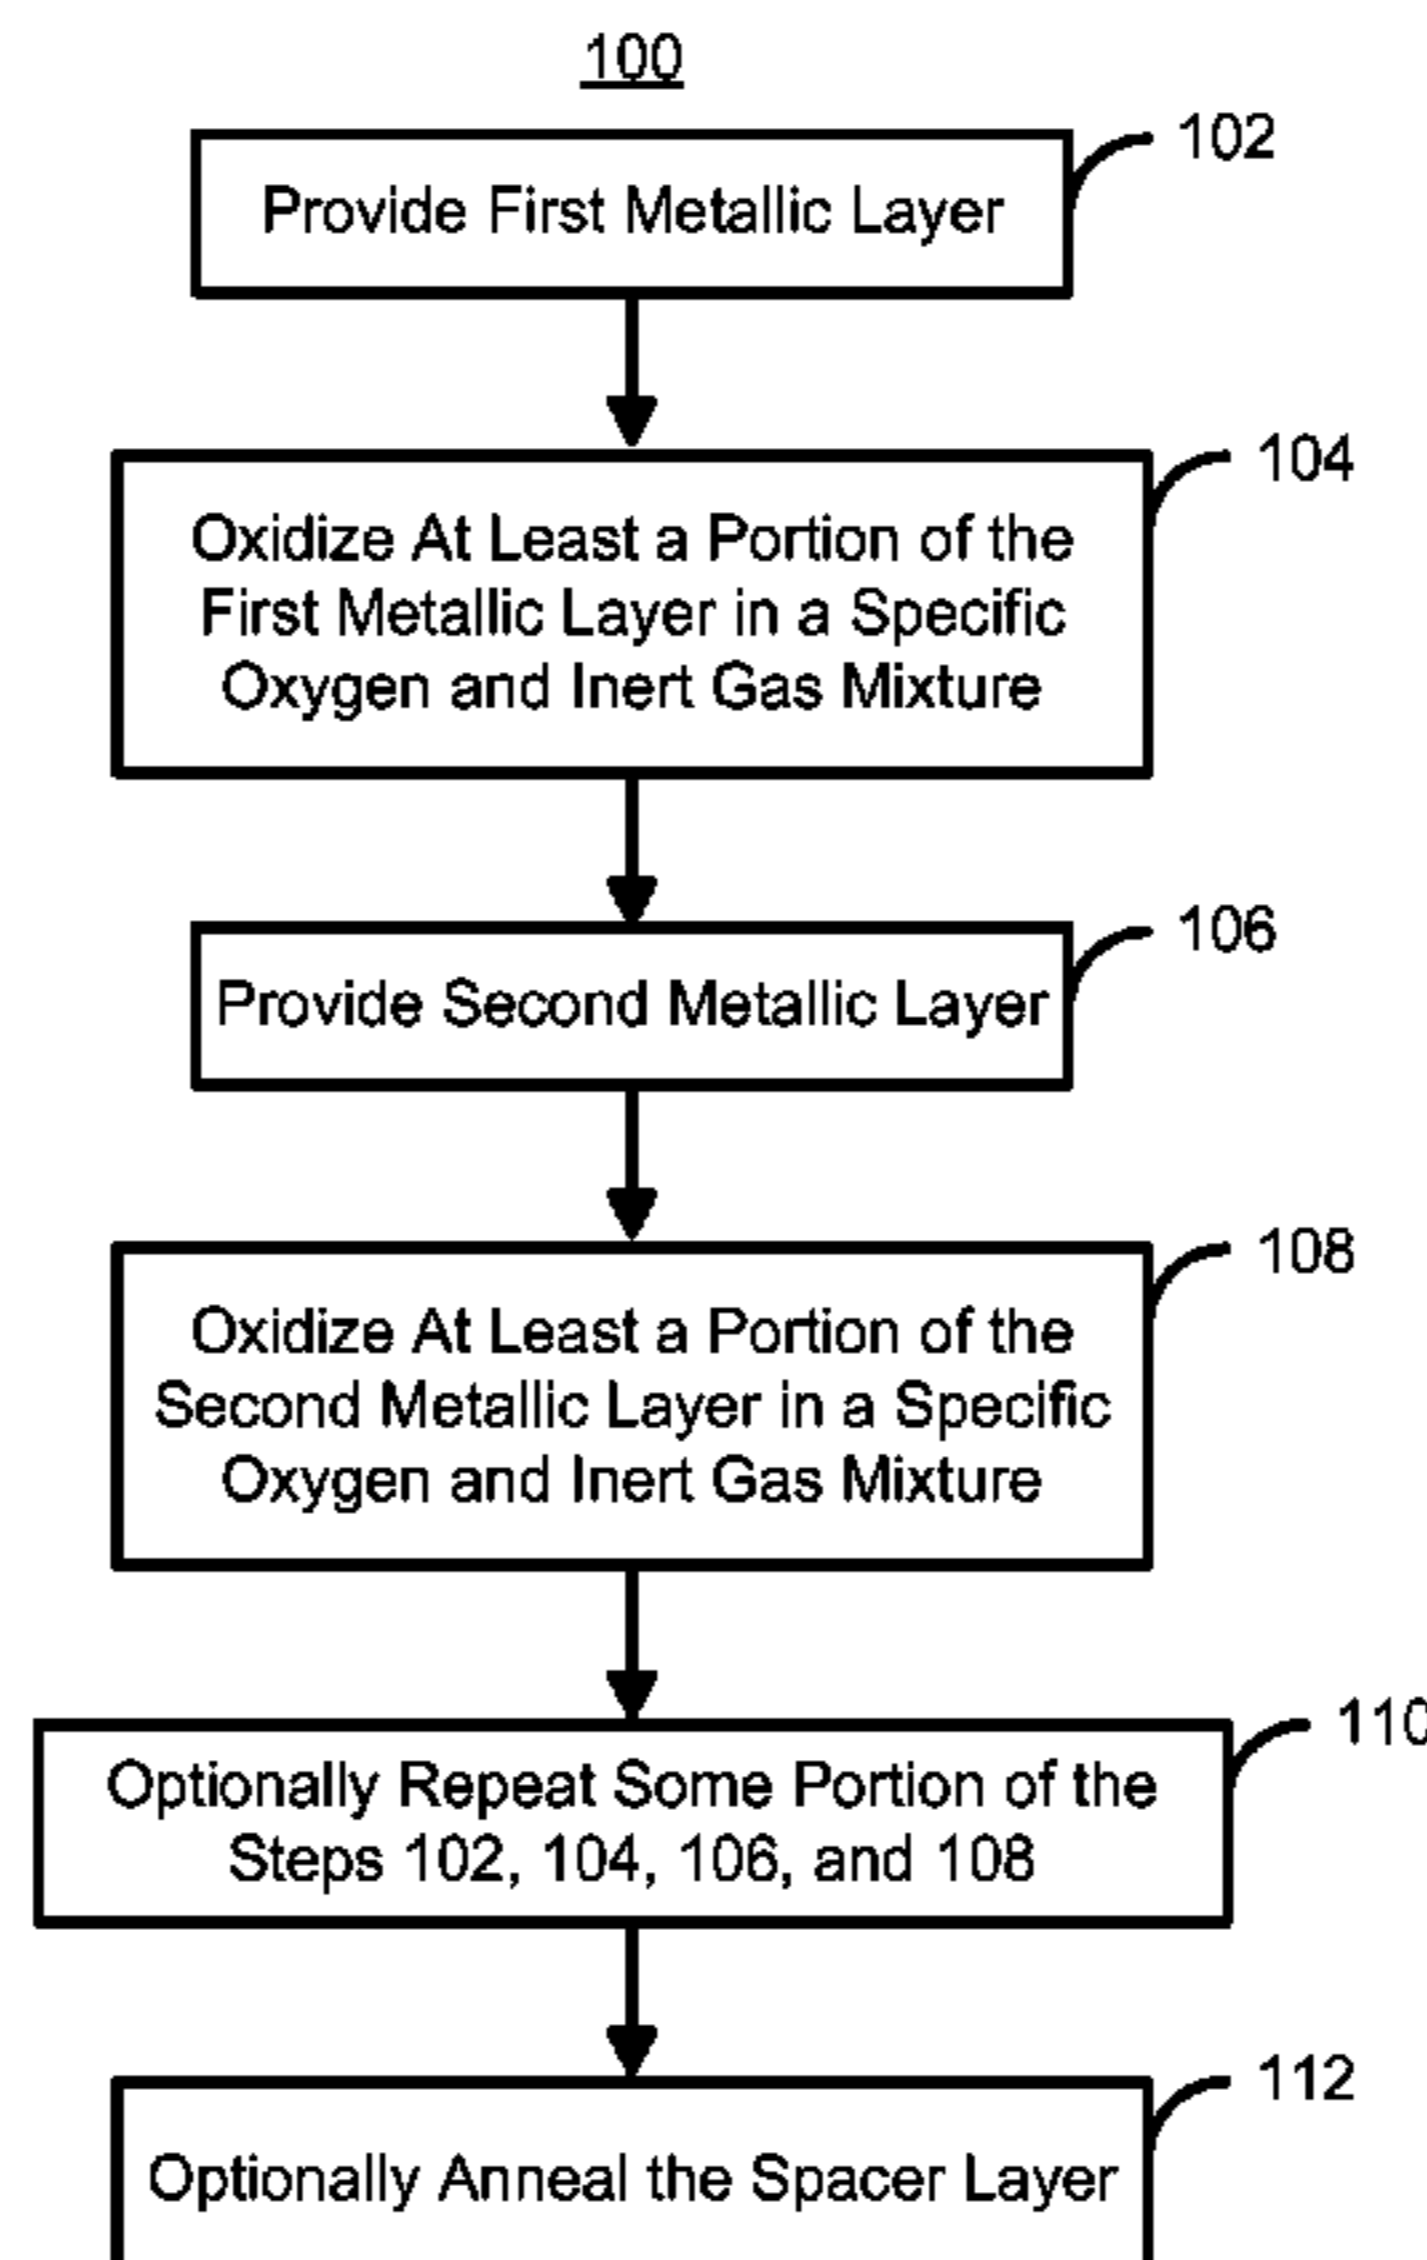 100
102
Provide First Metallic Layer
104
Oxidize At Least a Portion of the
First Metallic Layer in a Specific
Oxygen and Inert Gas Mixture
106
Provide Second Metallic Layer
108
Oxidize At Least a Portion of the
Second Metallic Layer in a Specific
Oxygen and Inert Gas Mixture
110
Optionally Repeat Some Portion of the
Steps 102, 104, 106, and 108
112
Optionally Anneal the Spacer Layer